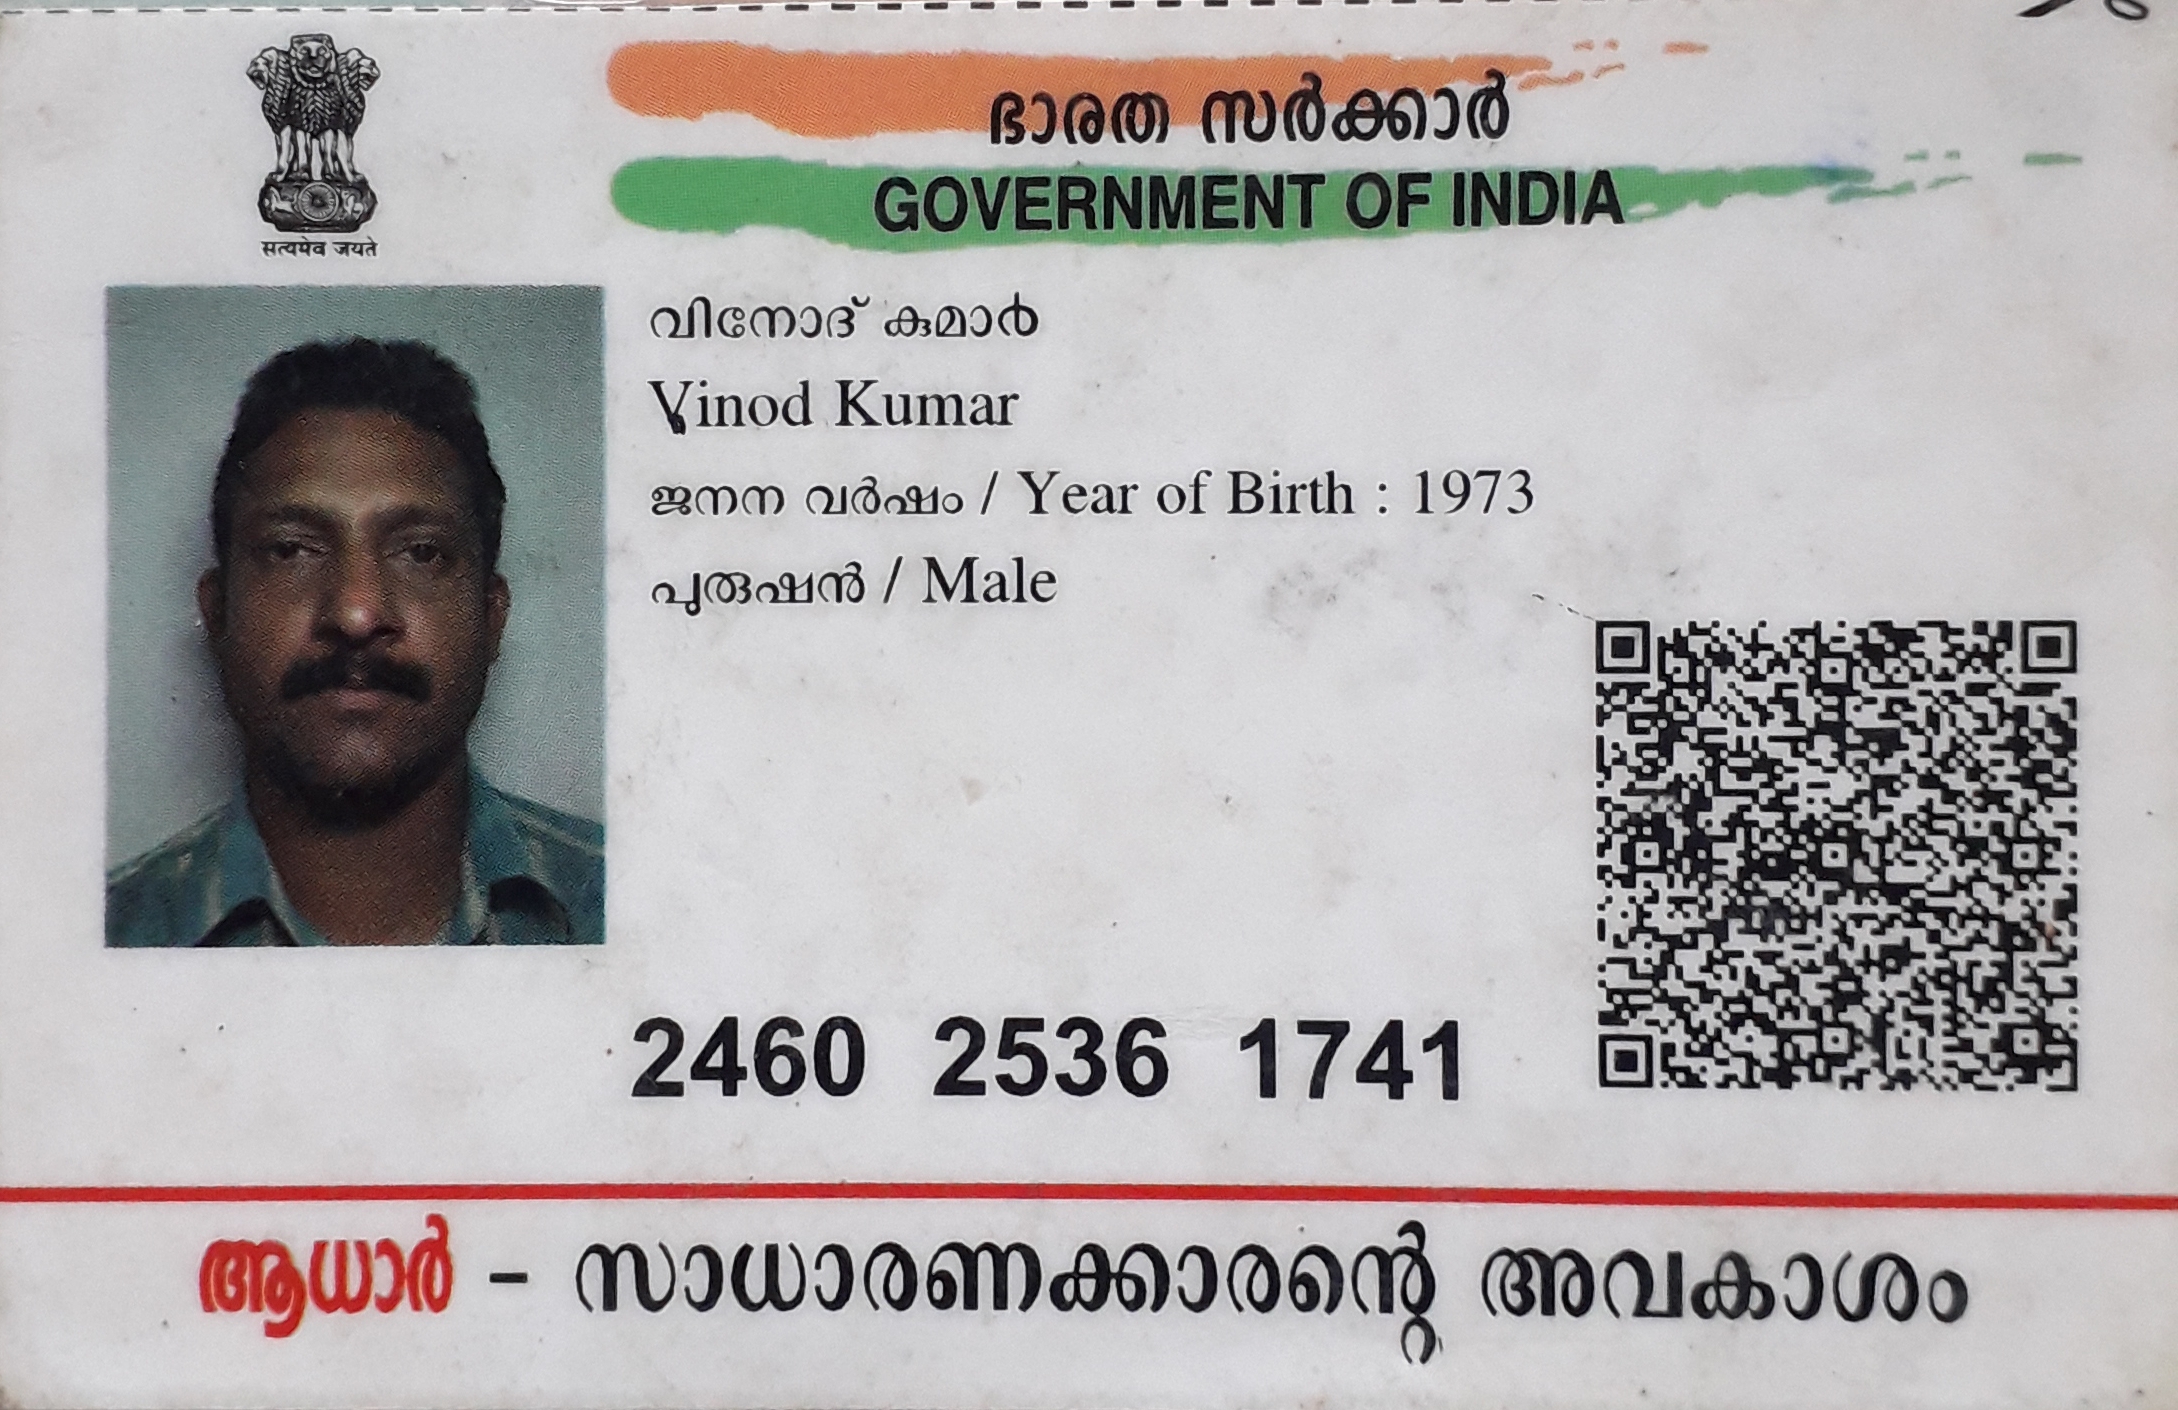 ഭാരത സർക്കാർ
GOVERNMENT OF INDIA
सत्यमेव जयते
വിനോദ് കുമാർ
Vinod Kumar
ജനന വർഷം / Year of Birth : 1973
പുരുഷൻ / Male
2460 2536 1741
ആധാർ - സാധാരണക്കാരന്റെ അവകാശം